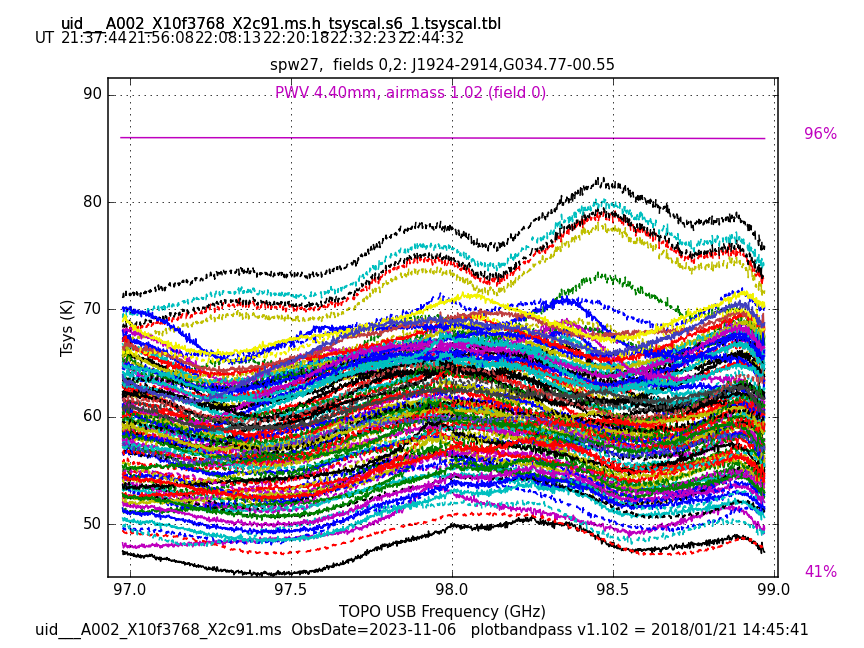 uid___A002_X10f3768_X2c91.ms.h_tsyscal.s6_1.tsyscal.tbl
UT 21:37:44 21:56:08 22:08:13 22:20:18 22:32:23 22:44:32
spw27, fields 0,2: J1924-2914,G034.77-00.55
PWV 4.40mm, airmass 1.02 (field 0)
90
96%
80
70
Tsys (K)
60
50
41%
97.0 97.5 98.0 98.5 99.0
TOPO USB Frequency (GHz)
uid___A002_X10f3768_X2c91.ms ObsDate=2023-11-06 plotbandpass v1.102 = 2018/01/21 14:45:41